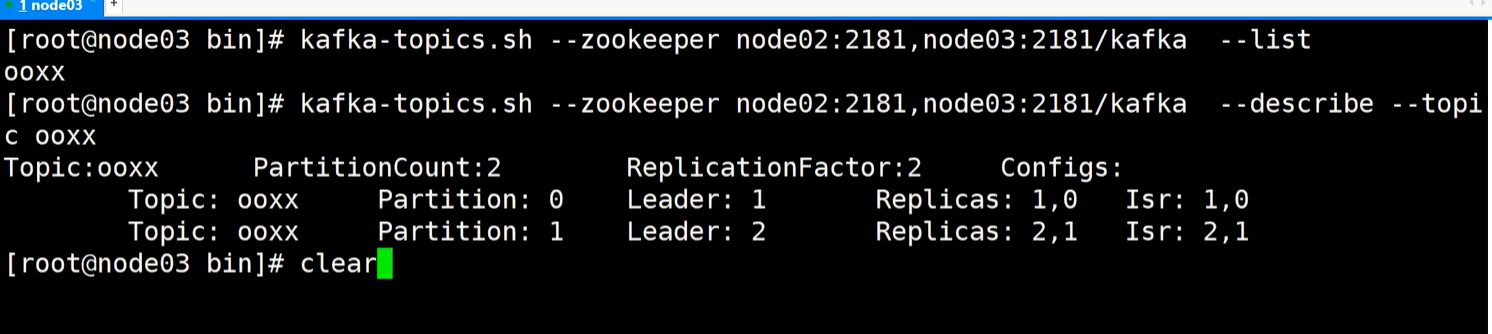 1 node03
[root@node03 bin]# kafka-topics.sh --zookeeper node02:2181,node03:2181/kafka  --list
ooxx
[root@node03 bin]# kafka-topics.sh --zookeeper node02:2181,node03:2181/kafka  --describe --topi
c ooxx
Topic:ooxx      PartitionCount:2        ReplicationFactor:2     Configs:
        Topic: ooxx     Partition: 0    Leader: 1       Replicas: 1,0   Isr: 1,0
        Topic: ooxx     Partition: 1    Leader: 2       Replicas: 2,1   Isr: 2,1
[root@node03 bin]# clear